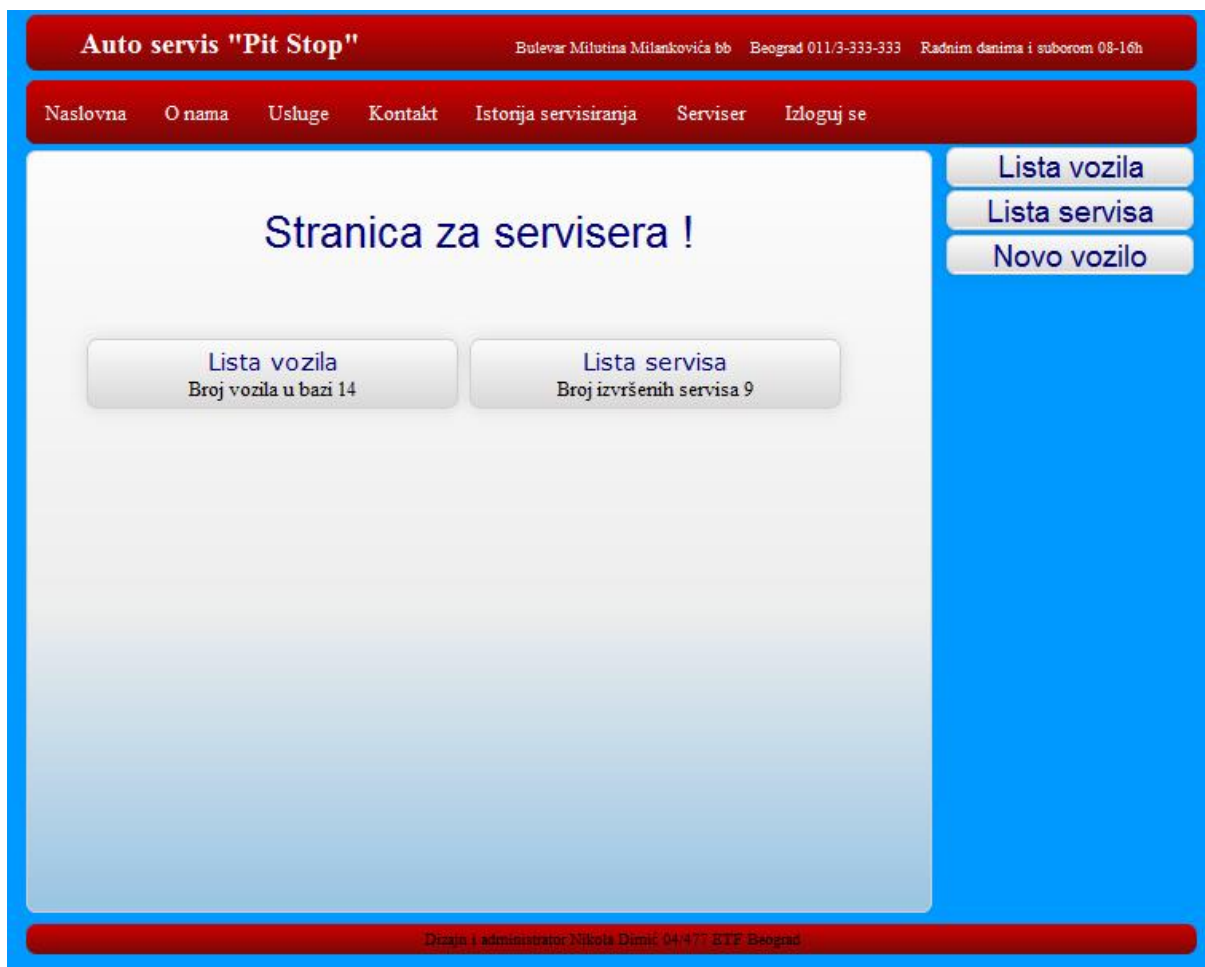 Auto servis "Pit Stop" Bulevar Milutina Milankovića bb Beograd 011/3-333-333 Radnim danima i suborom 08-16h
Naslovna O nama Usluge Kontakt Istorija servisiranja Serviser Izloguj se
Stranica za servisera !
Lista vozila
Broj vozila u bazi 14
Lista servisa
Broj izvršenih servisa 9
Lista vozila
Lista servisa
Novo vozilo
Dizajn i administrator Nikola Dimić 04/477 ETF Beograd